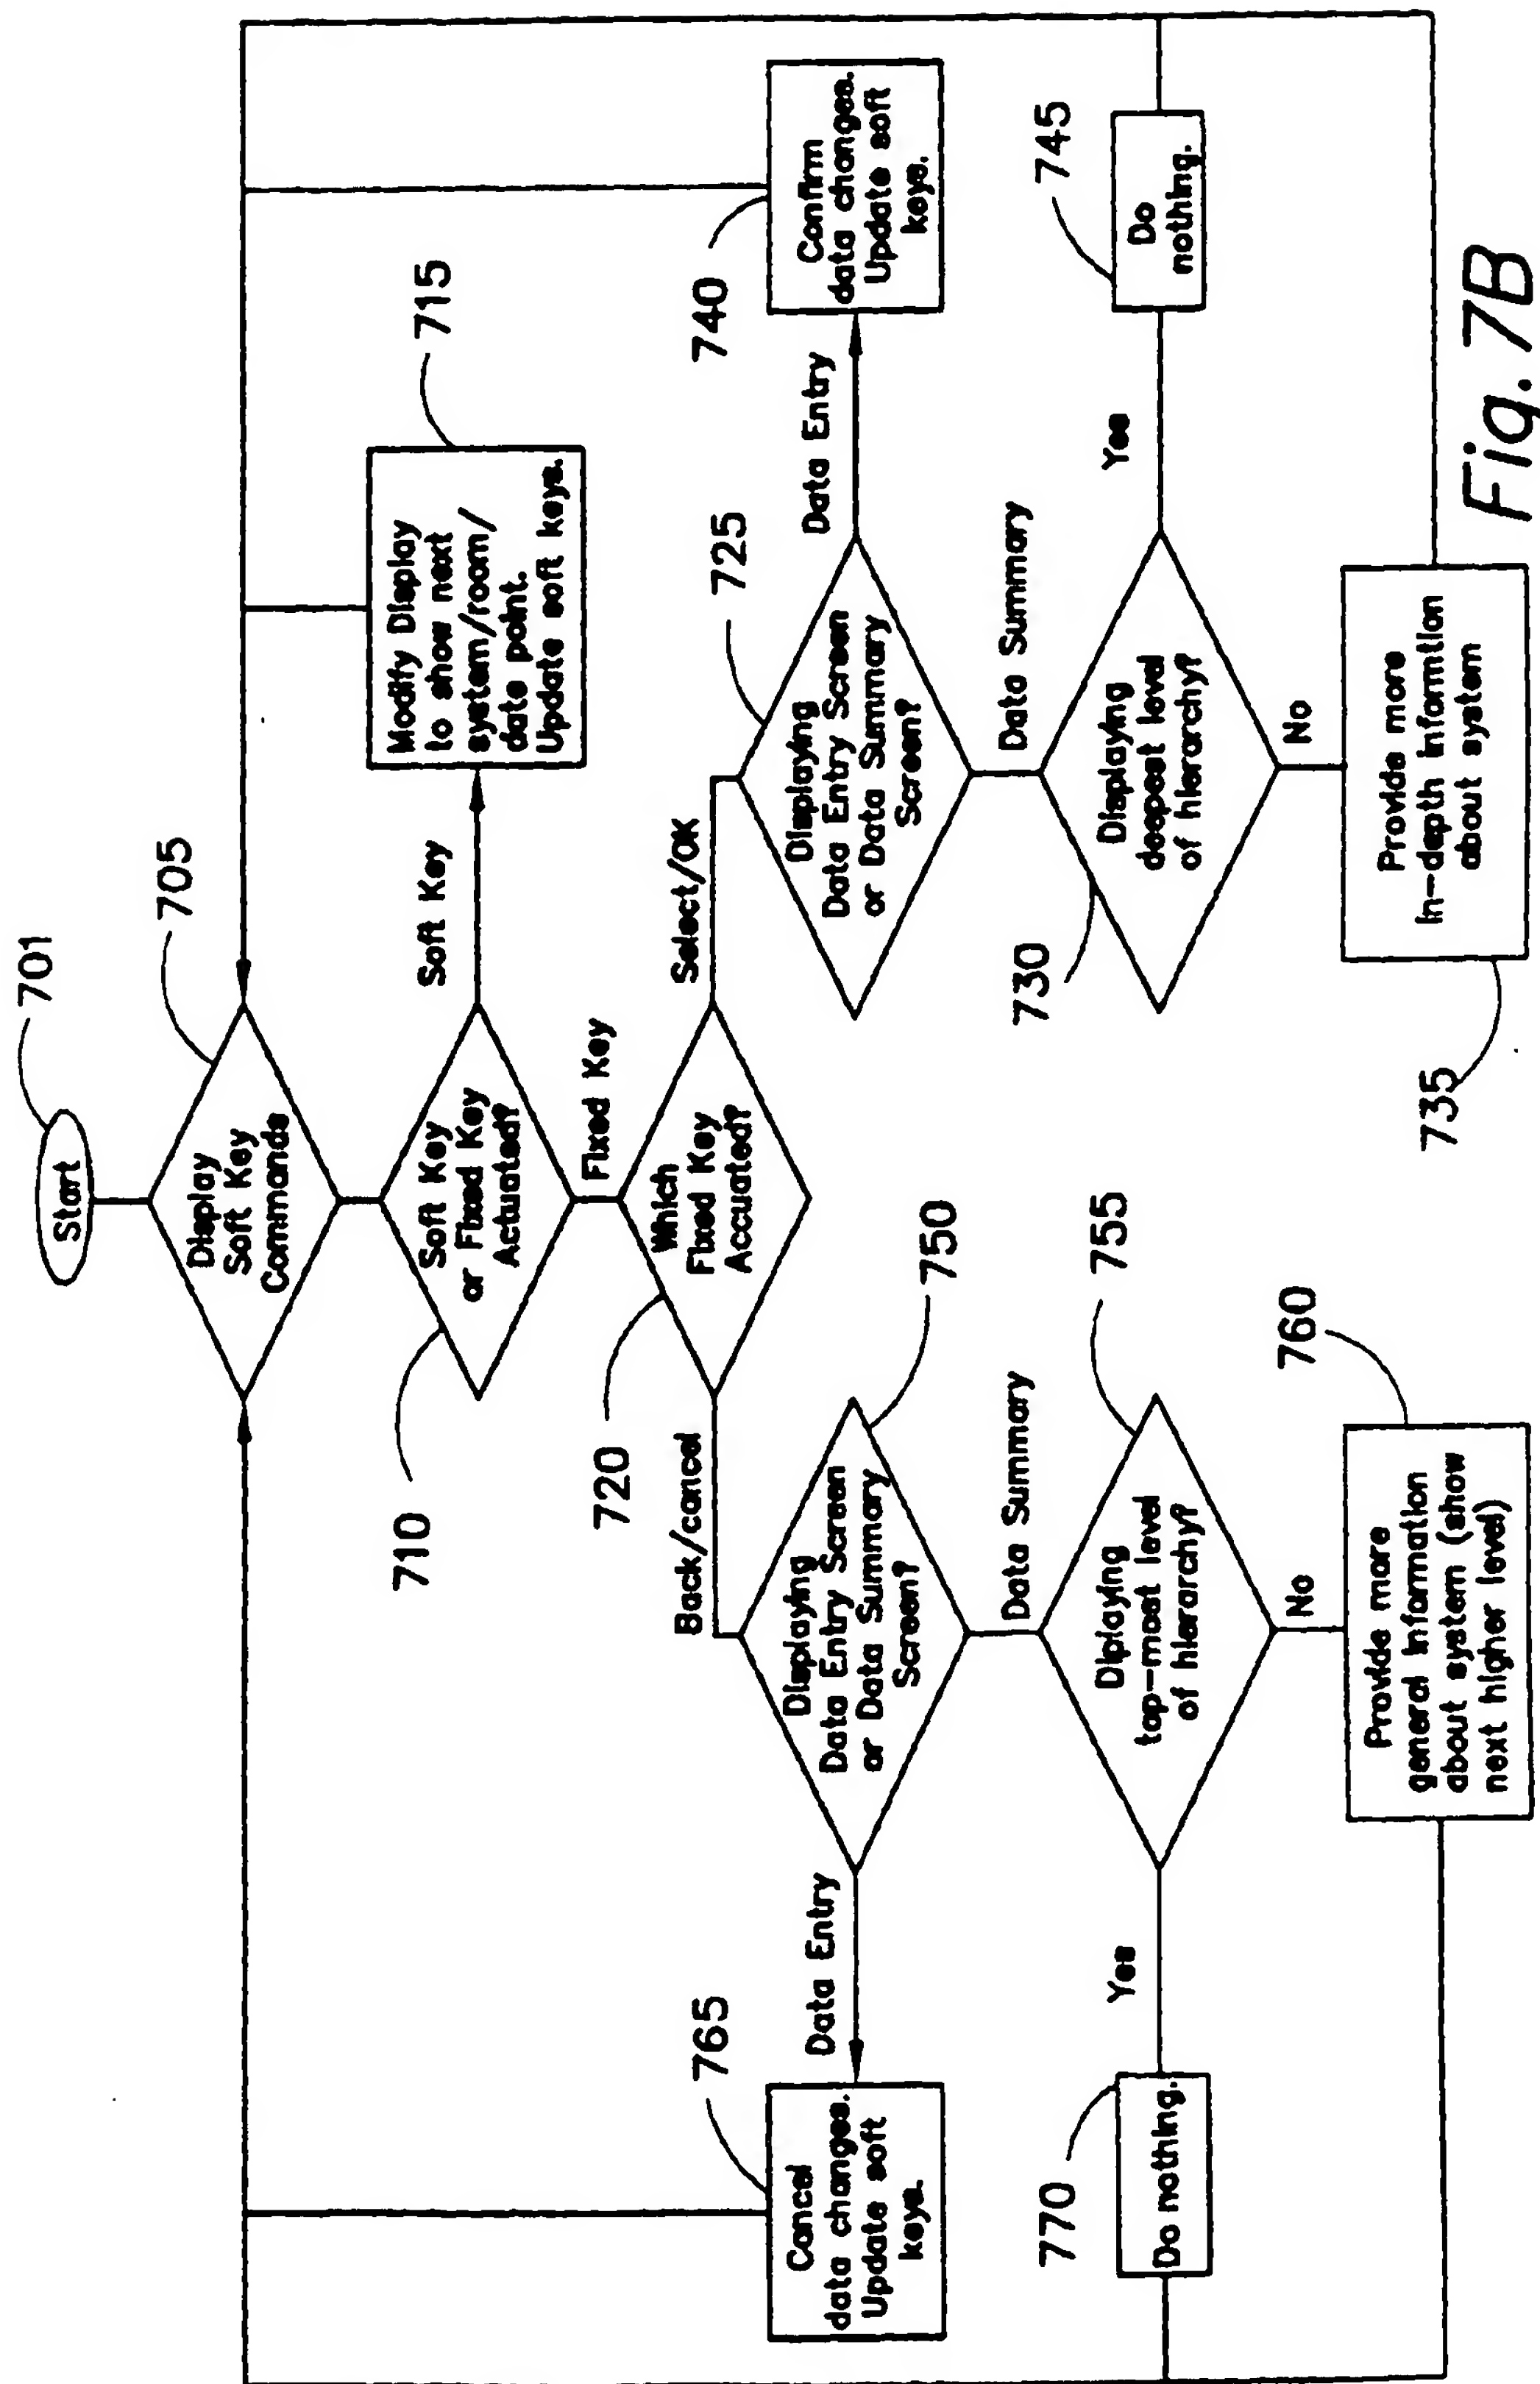 Start
701
Display
Soft Key
Commands
705
Soft Key
or Fixed Key
Actuated?
710
Soft Key
Modify Display
to show next
system/room/
date point.
Update soft keys.
715
Fixed Key
Which
Fixed Key
Accuated?
720
Back/cancel
Select/OK
Displaying
Data Entry Screen
or Data Summary
Screen?
750
Data Entry
Cancel
data changes.
Update soft
keys.
765
Displaying
Data Entry Screen
or Data Summary
Screen?
725
Data Entry
Confirm
data changes.
Update soft
keys.
740
Data Summary
Diplaying
top-most level
of hierarchy?
755
Yes
Do nothing.
770
Data Summary
Displaying
deepest level
of hierarchy?
730
Yes
Do
nothing.
745
No
Provide more
general information
about system (show
next higher level)
760
No
Provide more
in-depth informtion
about system
735
Fig. 7B